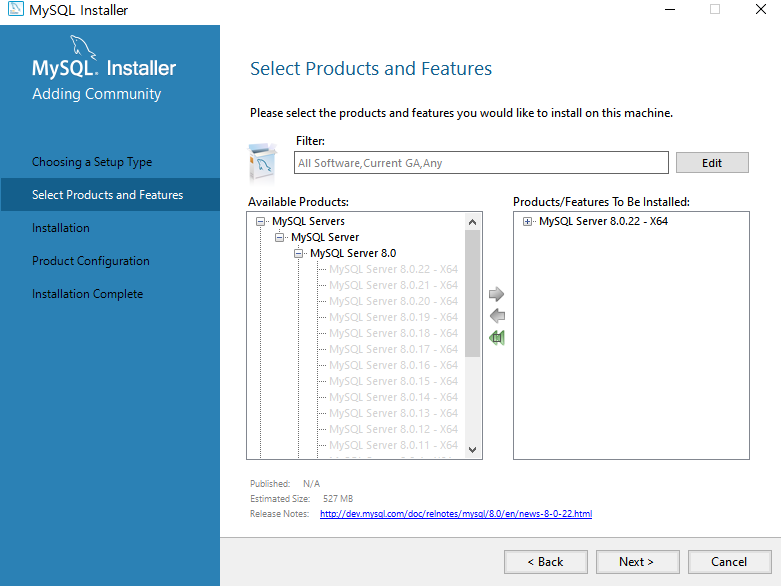 MySQL Installer
MySQL. Installer
Adding Community
Choosing a Setup Type
Select Products and Features
Installation
Product Configuration
Installation Complete
Select Products and Features
Please select the products and features you would like to install on this machine.
Filter:
All Software,Current GA,Any
Edit
Available Products:
MySQL Servers
MySQL Server
MySQL Server 8.0
MySQL Server 8.0.22 - X64
MySQL Server 8.0.21 - X64
MySQL Server 8.0.20 - X64
MySQL Server 8.0.19 - X64
MySQL Server 8.0.18 - X64
MySQL Server 8.0.17 - X64
MySQL Server 8.0.16 - X64
MySQL Server 8.0.15 - X64
MySQL Server 8.0.14 - X64
MySQL Server 8.0.13 - X64
MySQL Server 8.0.12 - X64
MySQL Server 8.0.11 - X64
Products/Features To Be Installed:
MySQL Server 8.0.22 - X64
Published: N/A
Estimated Size: 527 MB
Release Notes: http://dev.mysql.com/doc/relnotes/mysql/8.0/en/news-8-0-22.html
< Back Next > Cancel